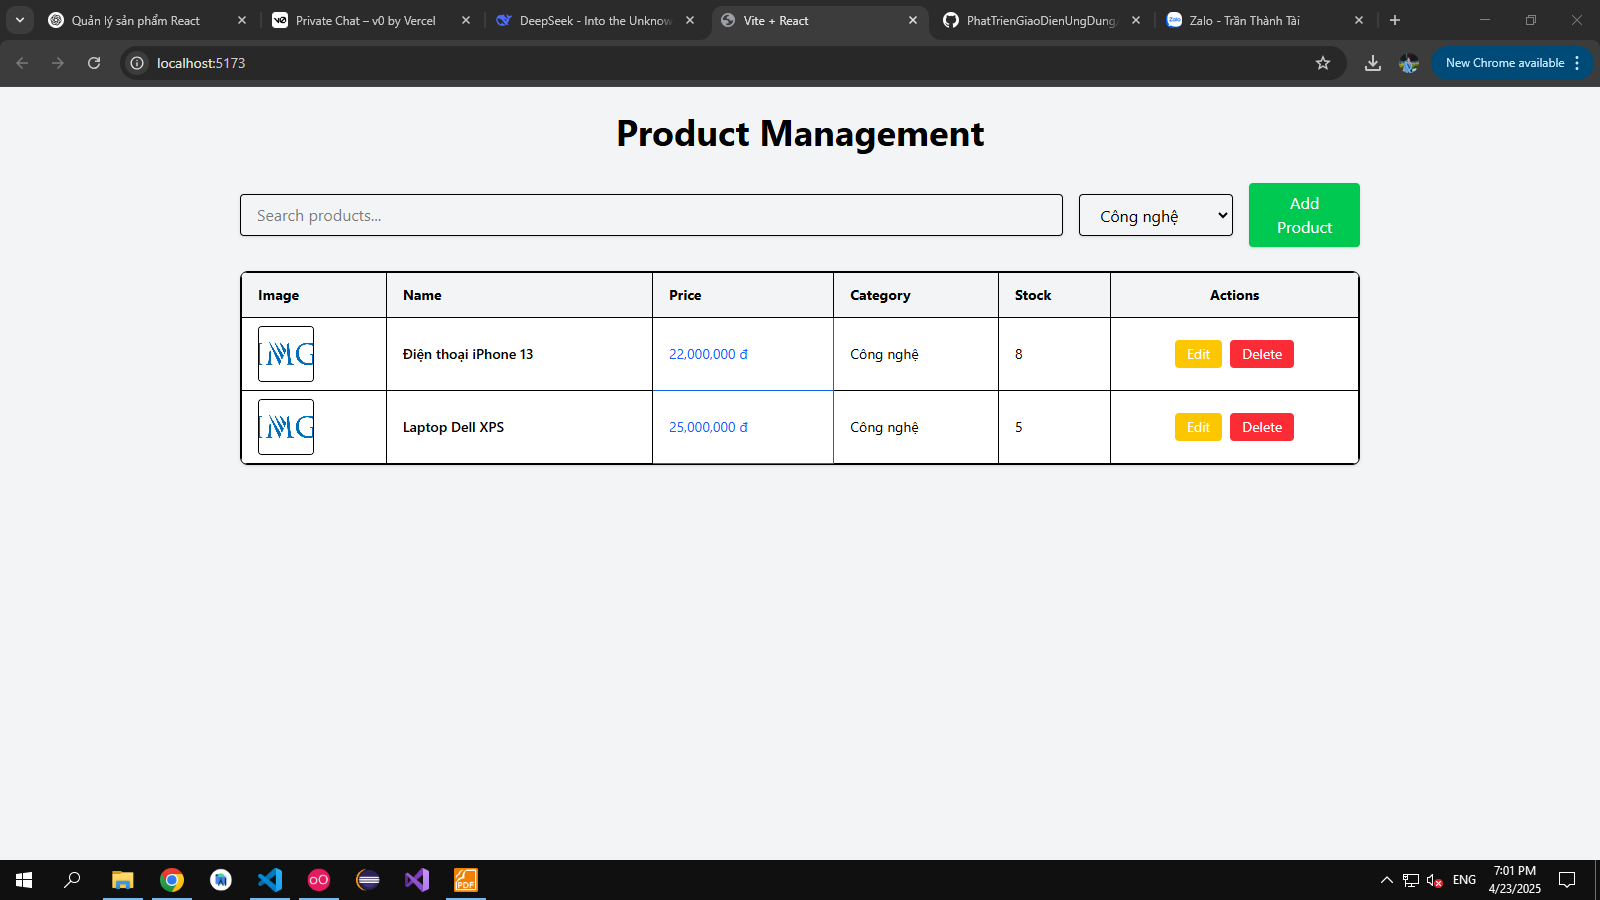 Quản lý sản phẩm React
Private Chat – v0 by Vercel
DeepSeek - Into the Unknow
Vite + React
PhatTrienGiaoDienUngDung
Zalo - Trần Thành Tài
localhost:5173
New Chrome available
Product Management
Search products...
Công nghệ
Add
Product
Image Name Price Category Stock Actions
IMG Điện thoại iPhone 13 22,000,000 đ Công nghệ 8 Edit Delete
IMG Laptop Dell XPS 25,000,000 đ Công nghệ 5 Edit Delete
PDF
ENG
7:01 PM
4/23/2025